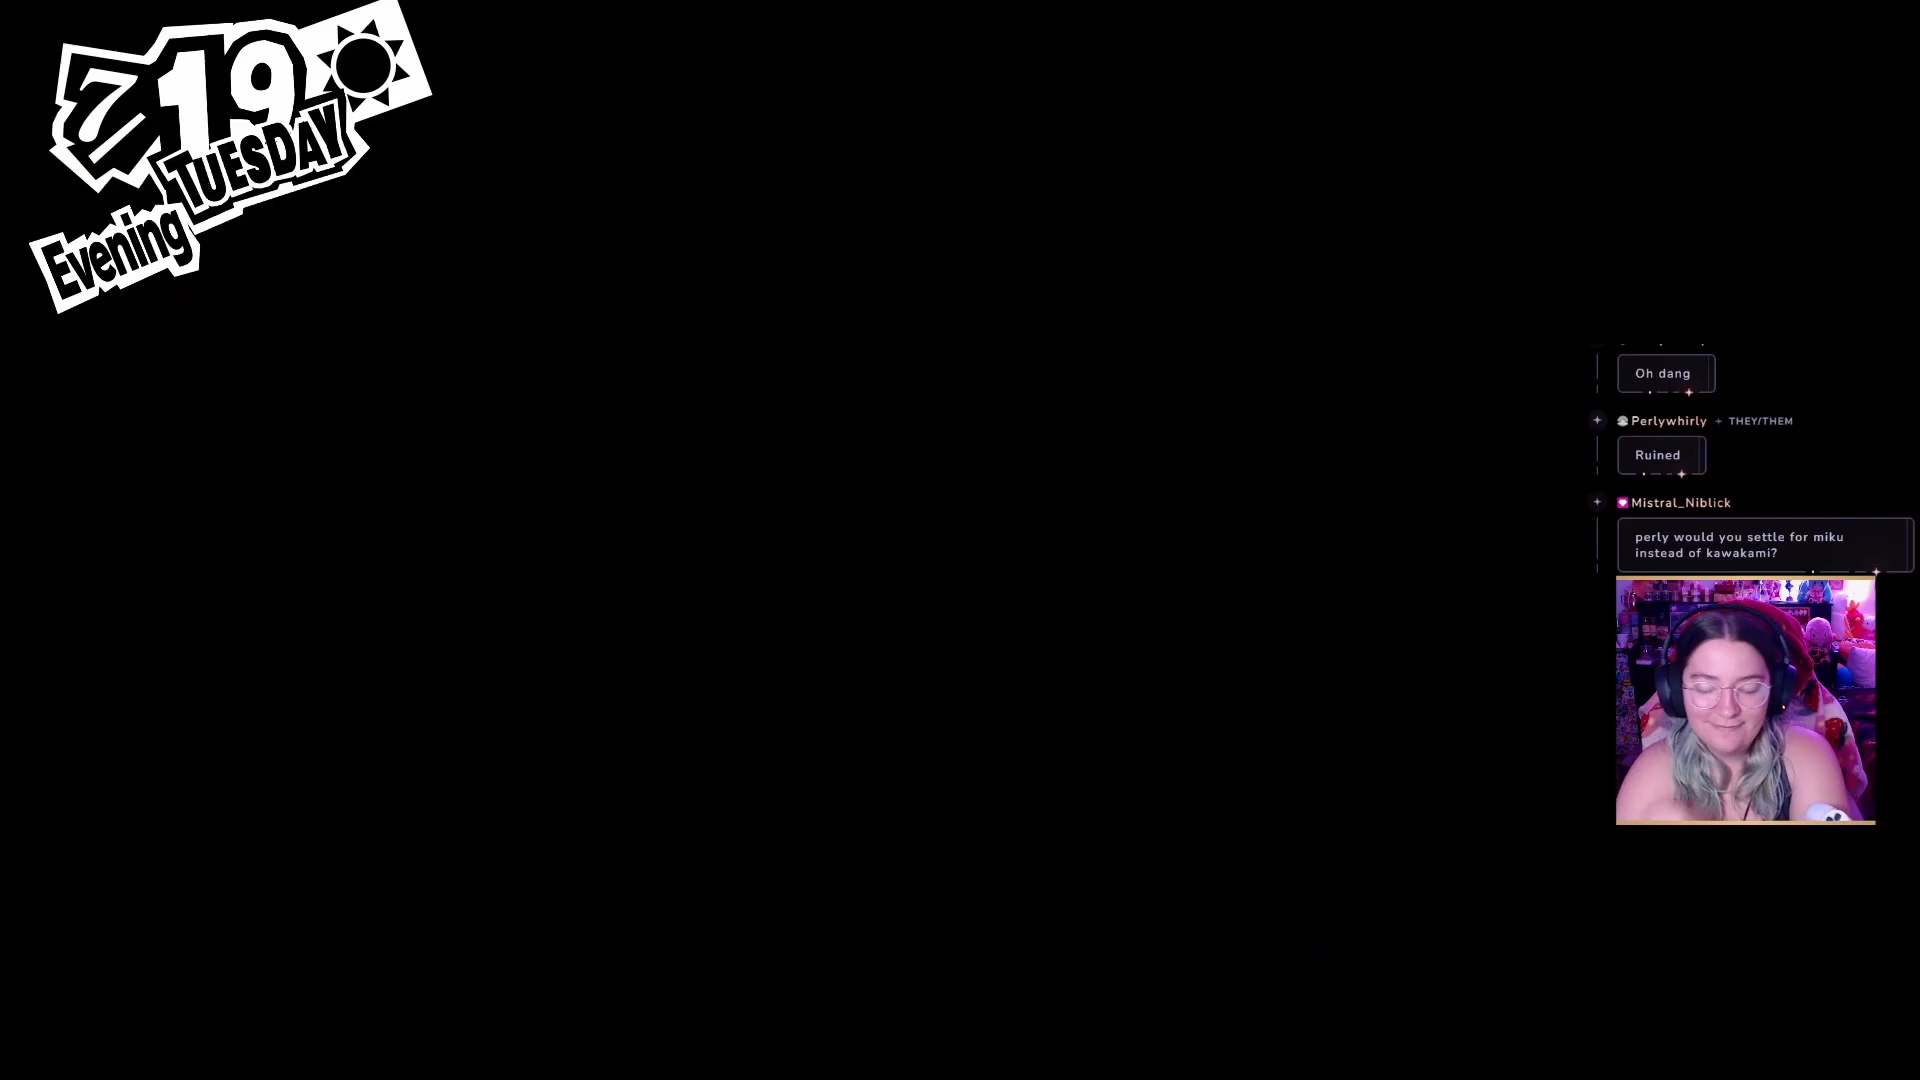 7
19
TUESDAY
Evening
Oh dang
Perlywhirly THEY/THEM
Ruined
Mistral_Niblick
perly would you settle for miku
instead of kawakami?